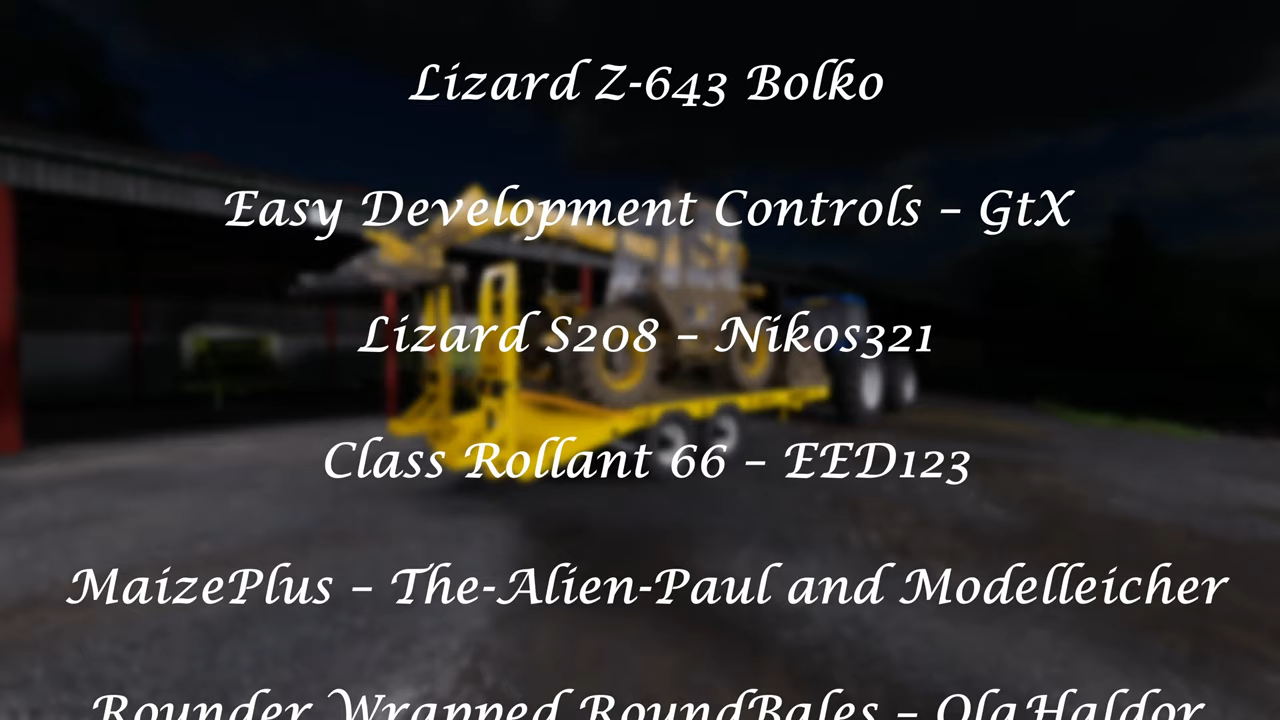 Lizard Z-643 Bolko
Easy Development Controls – GtX
Lizard S208 – Nikos321
Class Rollant 66 – EED123
MaizePlus – The-Alien-Paul and Modelleicher
Rounder Wrapped RoundBales – OlaHaldor